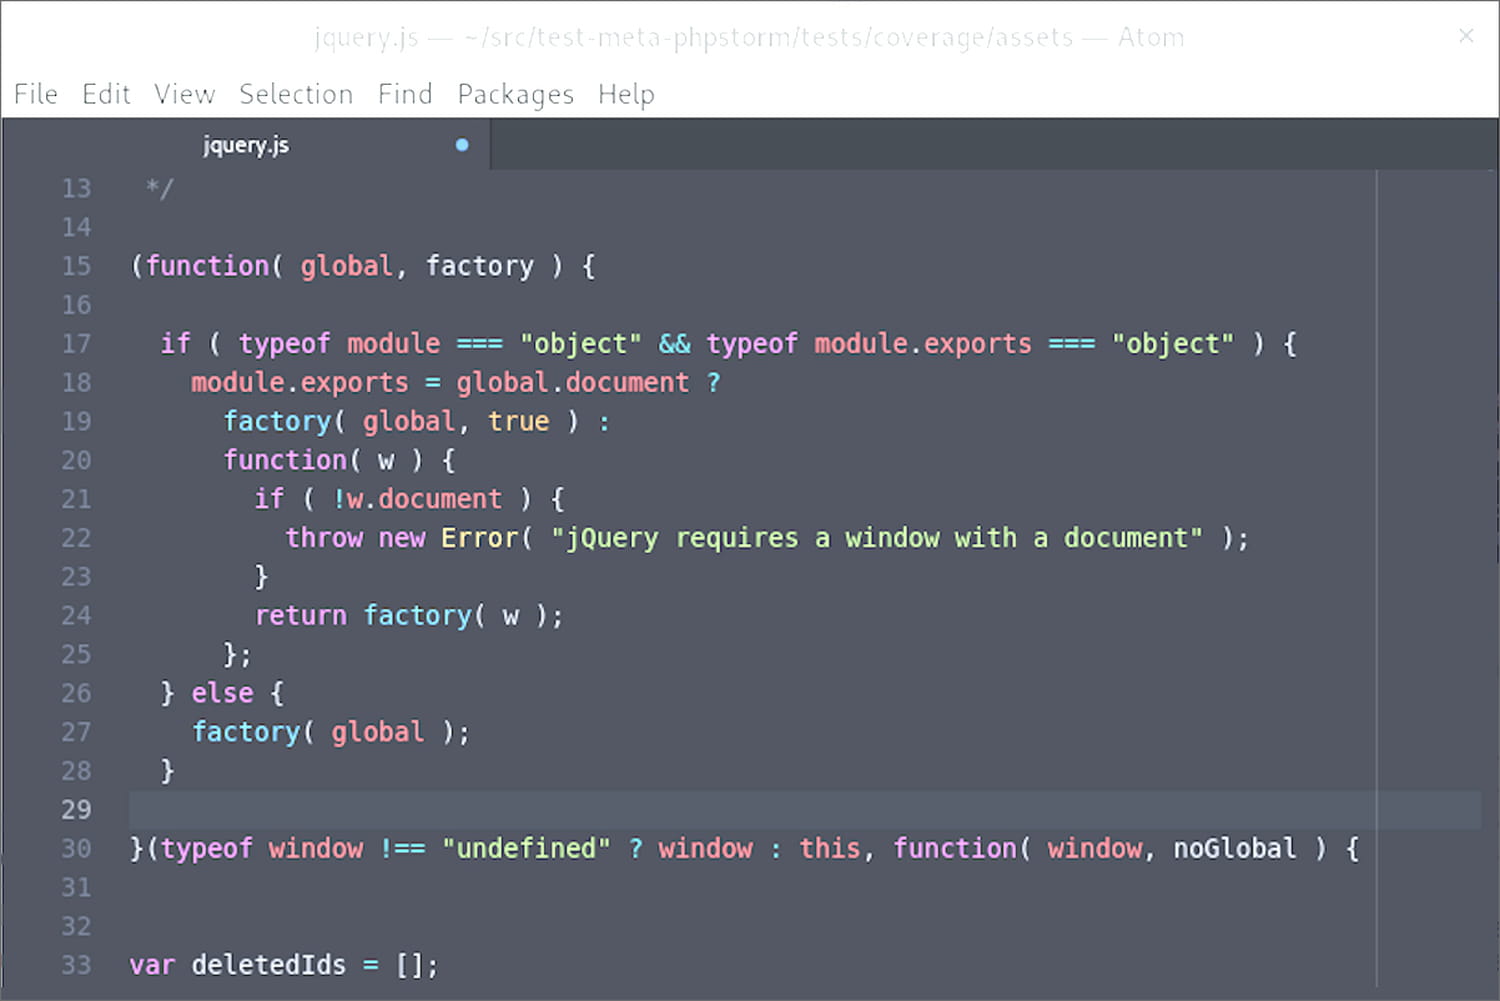 jquery.js — ~/src/test-meta-phpstorm/tests/coverage/assets — Atom ×
File Edit View Selection Find Packages Help
jquery.js
13 */
14
15 (function( global, factory ) {
16
17 if ( typeof module === "object" && typeof module.exports === "object" ) {
18 module.exports = global.document ?
19 factory( global, true ) :
20 function( w ) {
21 if ( !w.document ) {
22 throw new Error( "jQuery requires a window with a document" );
23 }
24 return factory( w );
25 };
26 } else {
27 factory( global );
28 }
29
30 }(typeof window !== "undefined" ? window : this, function( window, noGlobal ) {
31
32
33 var deletedIds = [];